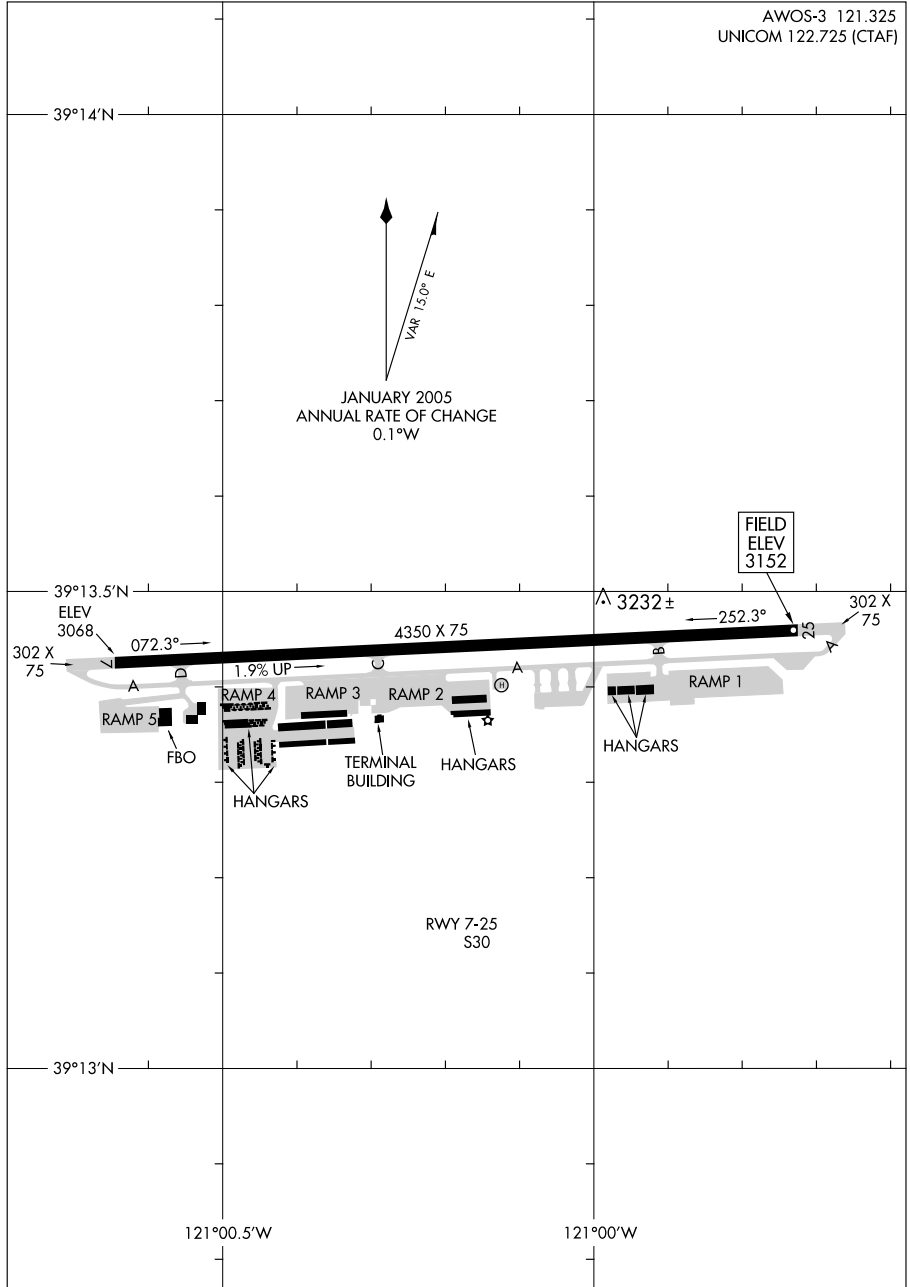 AWOS-3 121.325
UNICOM 122.725 (CTAF)
39°14'N
VAR 15.0° E
JANUARY 2005
ANNUAL RATE OF CHANGE
0.1°W
FIELD
ELEV
3152
39°13.5'N
3232 ±
302 X
75
ELEV
3068
252.3°
25
072.3°
4350 X 75
302 X
75
7
1.9% UP
A
D
C
A
B
A
H
RAMP 5
RAMP 4
RAMP 3
RAMP 2
RAMP 1
FBO
HANGARS
TERMINAL
BUILDING
HANGARS
HANGARS
RWY 7-25
S30
39°13'N
121°00.5'W
121°00'W